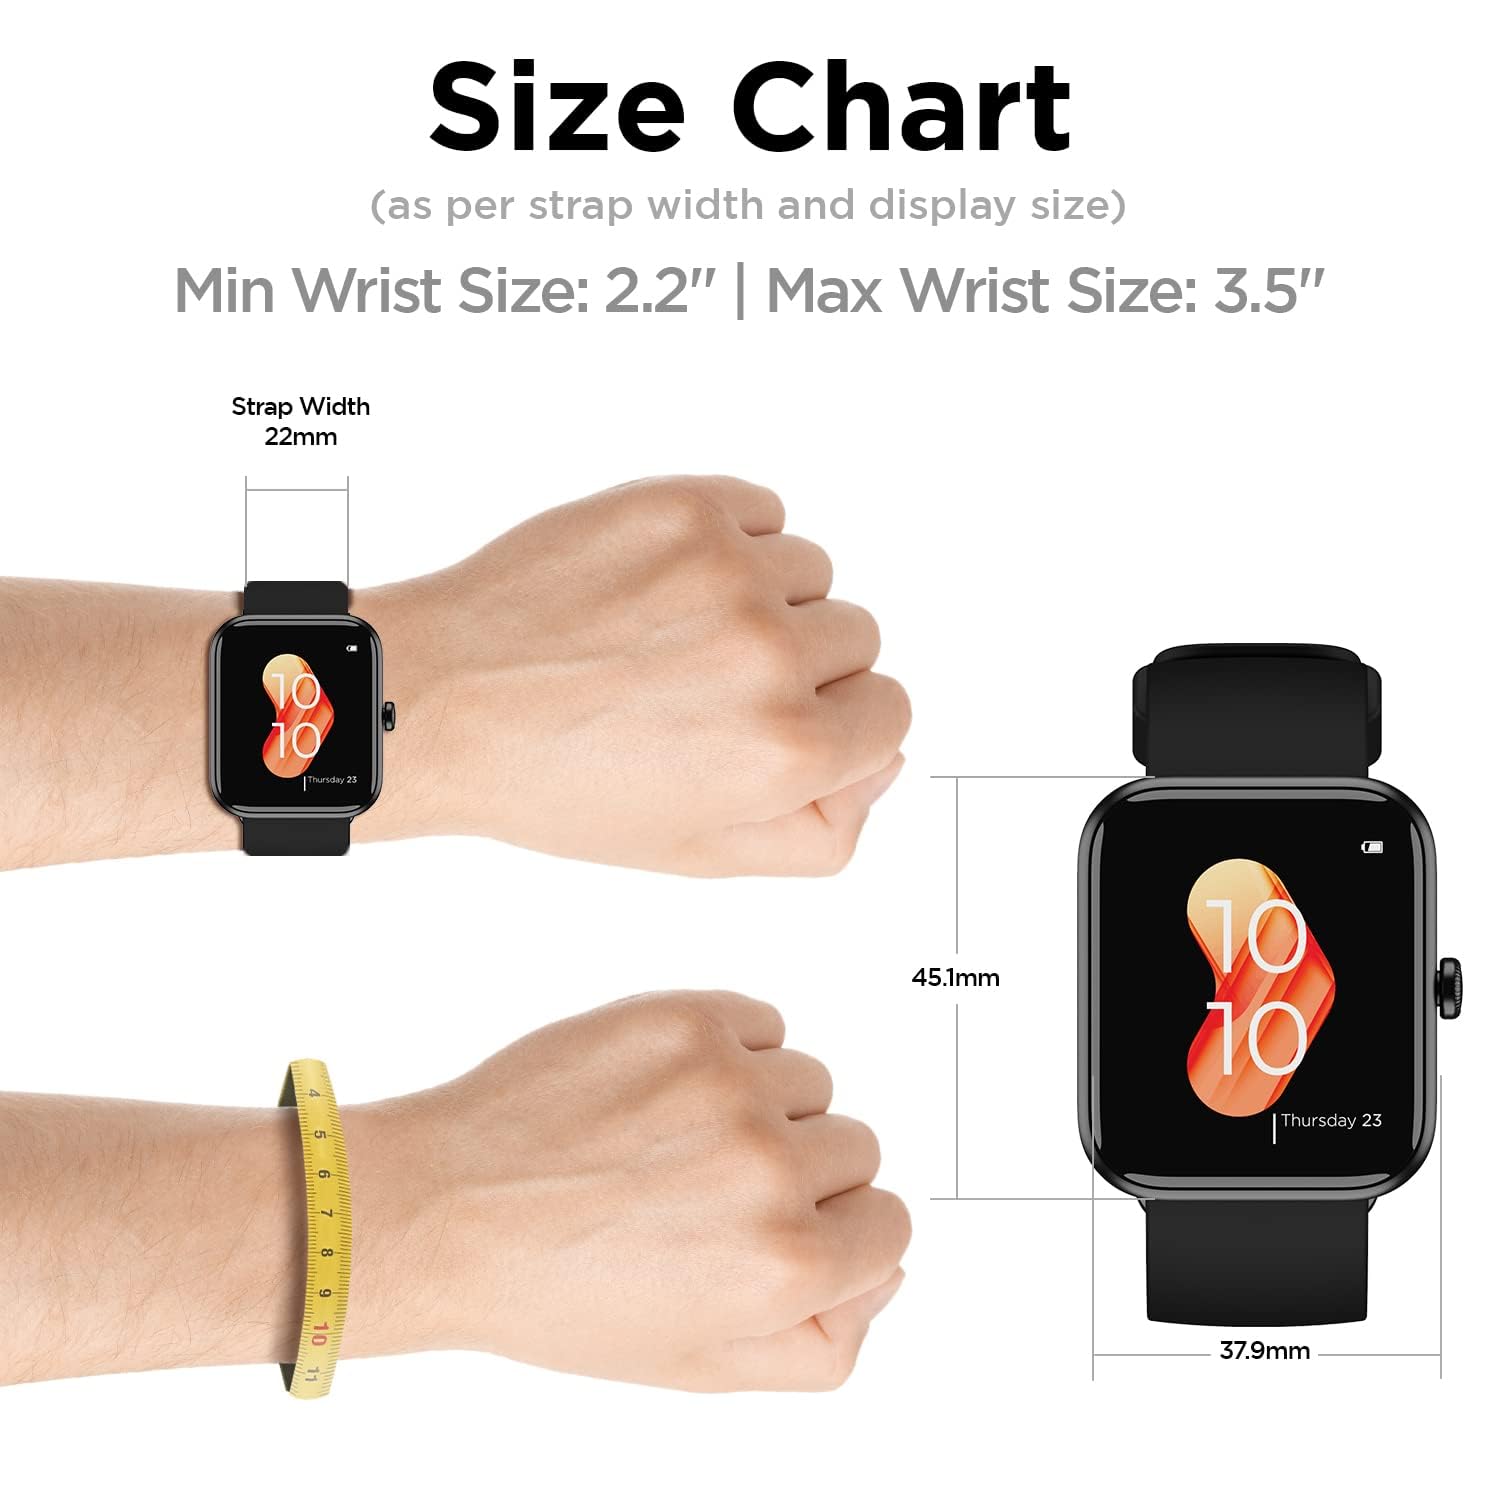 Size Chart
(as per strap width and display size)
Min Wrist Size: 2.2" | Max Wrist Size: 3.5"
Strap Width
22mm
10
10
Thursday 23
4
5
6
7
8
9
10
11
45.1mm
10
10
Thursday 23
37.9mm